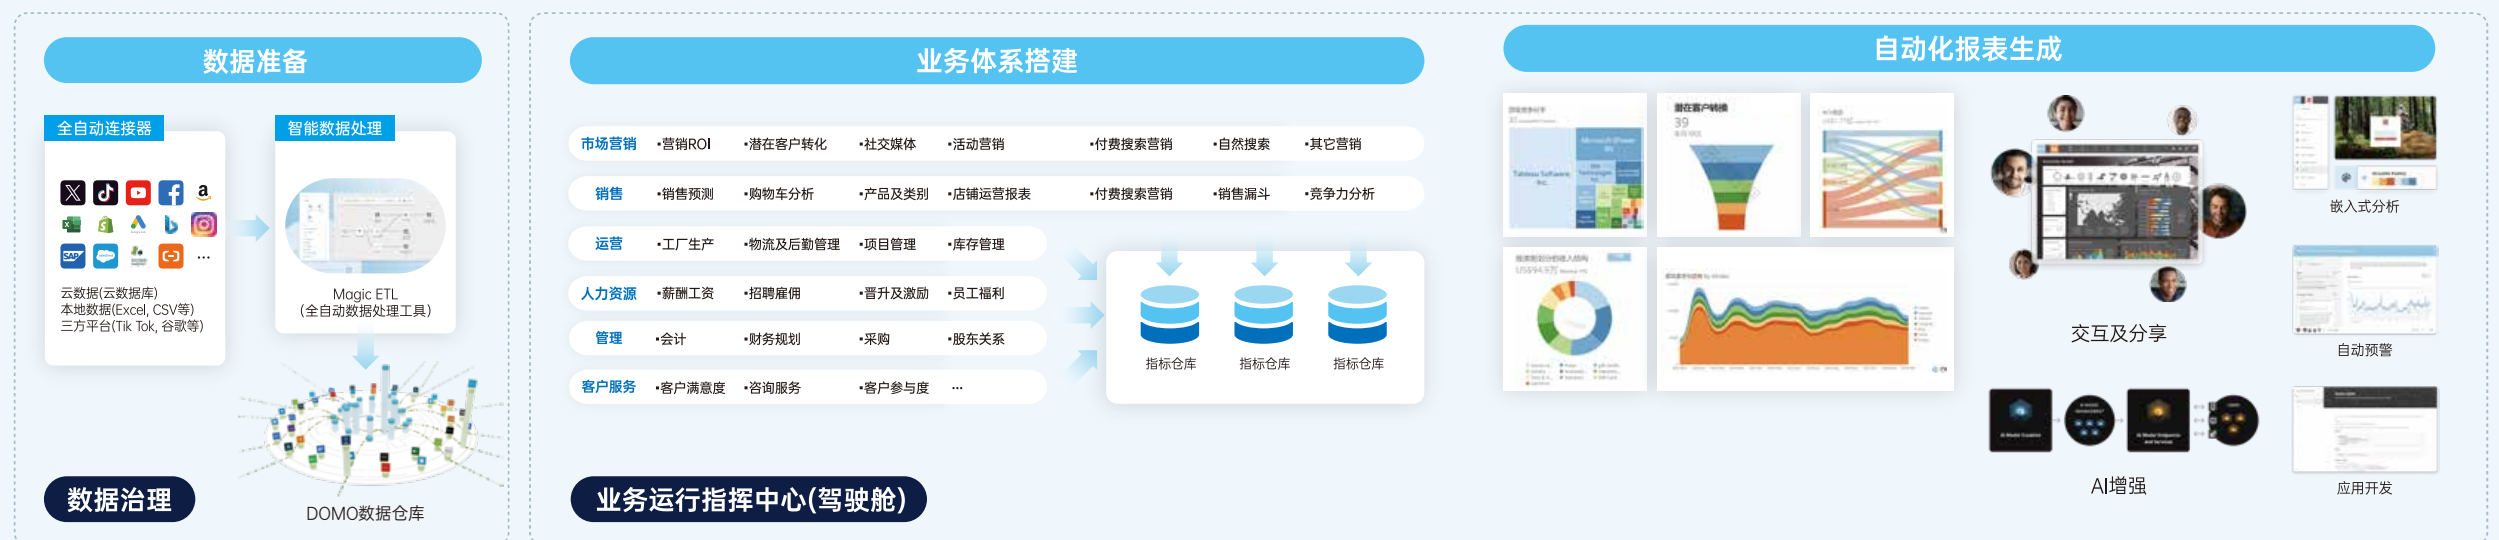 数据准备
全自动连接器
智能数据处理
SAP
云数据(云数据库)
本地数据(Excel, CSV等)
三方平台(Tik Tok, 谷歌等)
Magic ETL
(全自动数据处理工具)
DOMO数据仓库
数据治理
业务体系搭建
市场营销 ▪营销ROI ▪潜在客户转化 ▪社交媒体 ▪活动营销 ▪付费搜索营销 ▪自然搜索 ▪其它营销
销售 ▪销售预测 ▪购物车分析 ▪产品及类别 ▪店铺运营报表 ▪付费搜索营销 ▪销售漏斗 ▪竞争力分析
运营 ▪工厂生产 ▪物流及后勤管理 ▪项目管理 ▪库存管理
人力资源 ▪薪酬工资 ▪招聘雇佣 ▪晋升及激励 ▪员工福利
管理 ▪会计 ▪财务规划 ▪采购 ▪股东关系
客户服务 ▪客户满意度 ▪咨询服务 ▪客户参与度 ...
指标仓库 指标仓库 指标仓库
业务运行指挥中心(驾驶舱)
自动化报表生成
潜在客户转换
39
交互及分享
AI增强
嵌入式分析
自动预警
应用开发